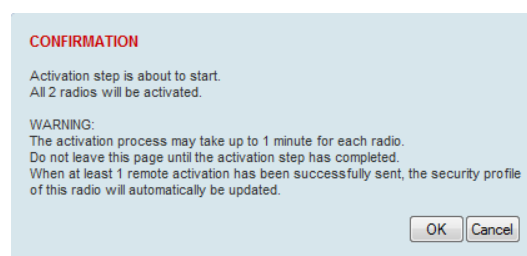 CONFIRMATION
Activation step is about to start.
All 2 radios will be activated.
WARNING:
The activation process may take up to 1 minute for each radio.
Do not leave this page until the activation step has completed.
When at least 1 remote activation has been successfully sent, the security profile
of this radio will automatically be updated.
OK Cancel